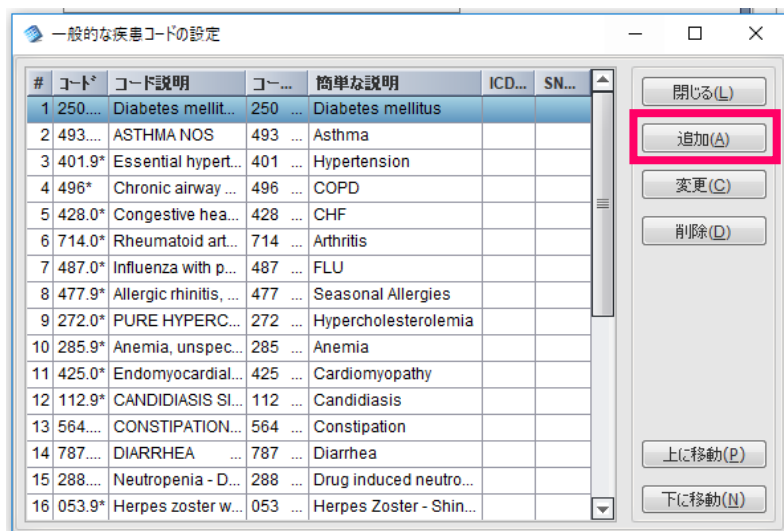 一般的な疾患コードの設定
# コード コード説明 コー... 簡単な説明 ICD... SN...
1 250.... Diabetes mellit... 250 ... Diabetes mellitus
2 493.... ASTHMA NOS 493 ... Asthma
3 401.9* Essential hypert... 401 ... Hypertension
4 496* Chronic airway ... 496 ... COPD
5 428.0* Congestive hea... 428 ... CHF
6 714.0* Rheumatoid art... 714 ... Arthritis
7 487.0* Influenza with p... 487 ... FLU
8 477.9* Allergic rhinitis, ... 477 ... Seasonal Allergies
9 272.0* PURE HYPERC... 272 ... Hypercholesterolemia
10 285.9* Anemia, unspec... 285 ... Anemia
11 425.0* Endomyocardial... 425 ... Cardiomyopathy
12 112.9* CANDIDIASIS SI... 112 ... Candidiasis
13 564.... CONSTIPATION... 564 ... Constipation
14 787.... DIARRHEA ... 787 ... Diarrhea
15 288.... Neutropenia - D... 288 ... Drug induced neutro...
16 053.9* Herpes zoster w... 053 ... Herpes Zoster - Shin...
閉じる(L)
追加(A)
変更(C)
削除(D)
上に移動(P)
下に移動(N)